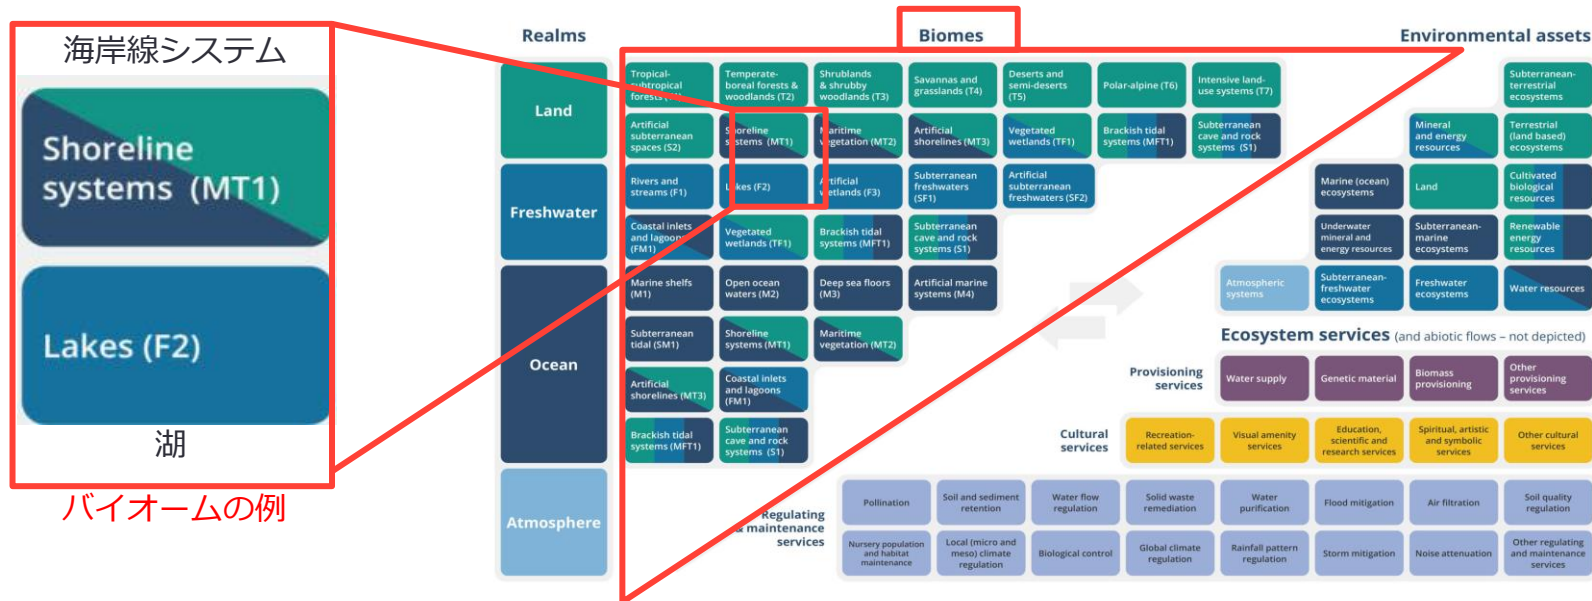 海岸線システム
Shoreline
systems (MT1)
Lakes (F2)
湖
バイオームの例
Realms
Biomes
Environmental assets
Land
Freshwater
Ocean
Atmosphere
Tropical-
subtropical
forests (T1)
Temperate-
boreal forests &
woodlands (T2)
Shrublands
& shrubby
woodlands (T3)
Savannas and
grasslands (T4)
Deserts and
semi-deserts
(T5)
Polar-alpine (T6)
Intensive land-
use systems (T7)
Artificial
subterranean
spaces (S2)
Shoreline
systems (MT1)
Maritime
vegetation (MT2)
Artificial
shorelines (MT3)
Vegetated
wetlands (TF1)
Brackish tidal
systems (MFT1)
Subterranean
cave and rock
systems (S1)
Rivers and
streams (F1)
Lakes (F2)
Artificial
wetlands (F3)
Subterranean
freshwaters
(SF1)
Artificial
subterranean
freshwaters (SF2)
Coastal inlets
and lagoons
(FM1)
Vegetated
wetlands (TF1)
Brackish tidal
systems (MFT1)
Subterranean
cave and rock
systems (S1)
Marine shelfs
(M1)
Open ocean
waters (M2)
Deep sea floors
(M3)
Artificial marine
systems (M4)
Subterranean
tidal (SM1)
Shoreline
systems (MT1)
Maritime
vegetation (MT2)
Artificial
shorelines (MT3)
Coastal inlets
and lagoons
(FM1)
Brackish tidal
systems (MFT1)
Subterranean
cave and rock
systems (S1)
Subterranean-
terrestrial
ecosystems
Mineral
and energy
resources
Terrestrial
(land based)
ecosystems
Marine (ocean)
ecosystems
Land
Cultivated
biological
resources
Underwater
mineral and
energy resources
Subterranean-
marine
ecosystems
Renewable
energy
resources
Atmospheric
systems
Subterranean-
freshwater
ecosystems
Freshwater
ecosystems
Water resources
Ecosystem services (and abiotic flows – not depicted)
Provisioning
services
Water supply
Genetic material
Biomass
provisioning
Other
provisioning
services
Cultural
services
Recreation-
related services
Visual amenity
services
Education,
scientific and
research services
Spiritual, artistic
and symbolic
services
Other cultural
services
Regulating
& maintenance
services
Pollination
Soil and sediment
retention
Water flow
regulation
Solid waste
remediation
Water
purification
Flood mitigation
Air filtration
Soil quality
regulation
Nursery population
and habitat
maintenance
Local (micro and
meso) climate
regulation
Biological control
Global climate
regulation
Rainfall pattern
regulation
Storm mitigation
Noise attenuation
Other regulating
and maintenance
services